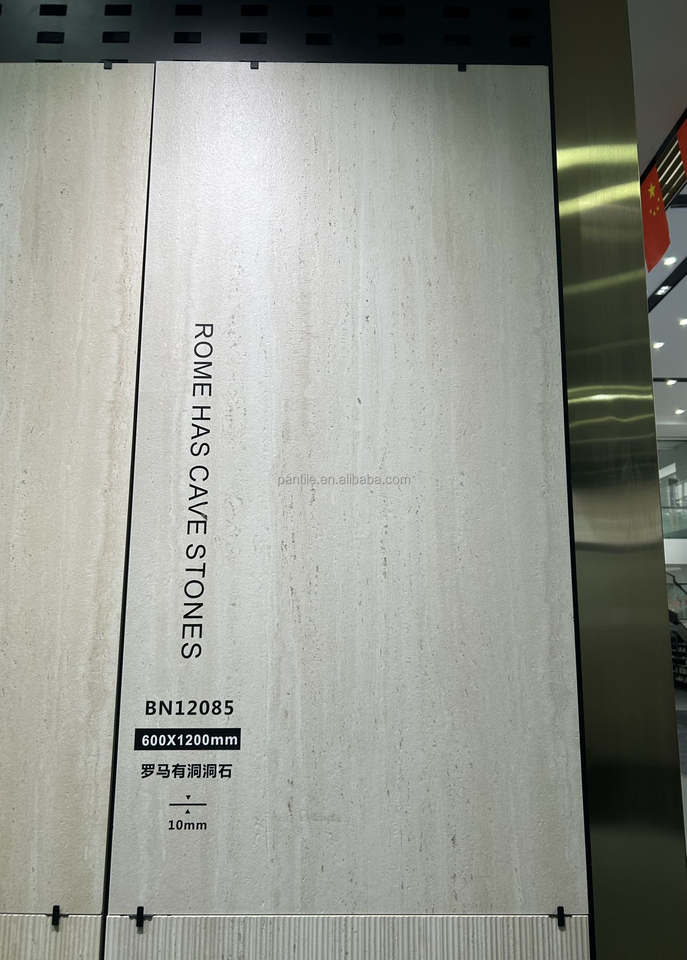 ROME HAS CAVE STONES
pantile.en.alibaba.com
BN12085
600X1200mm
罗马有洞洞石
10mm